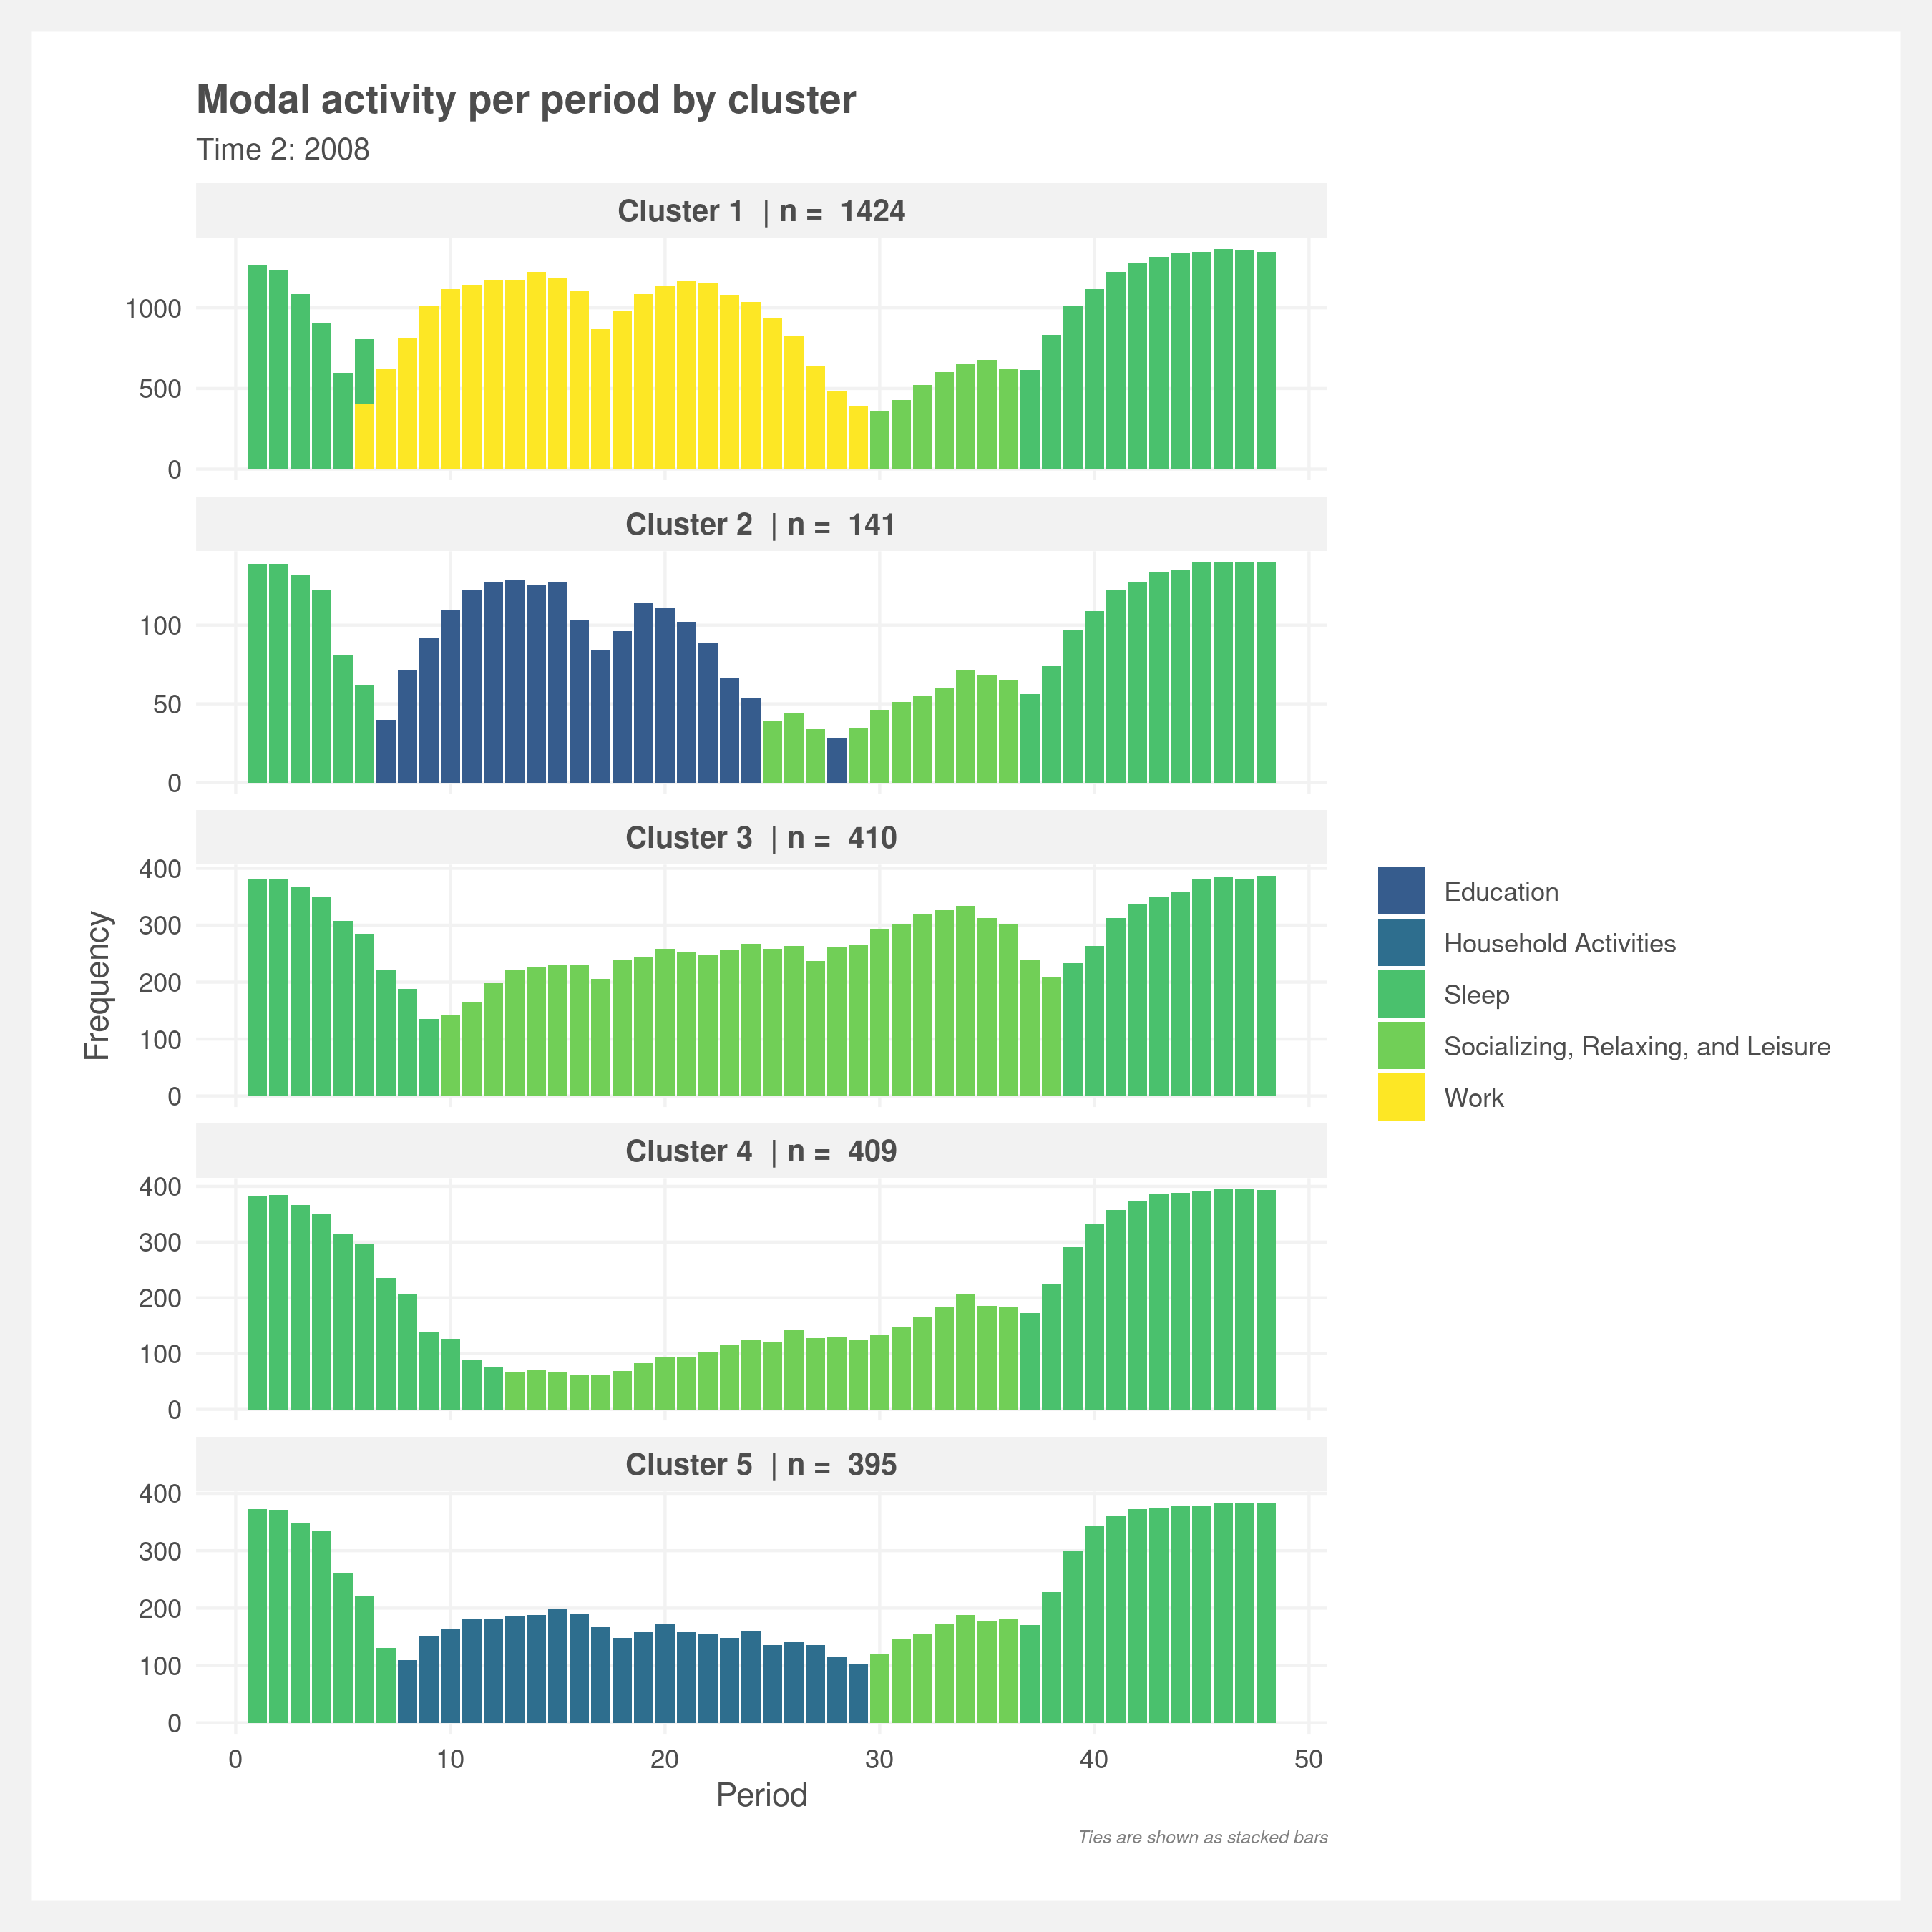 Modal activity per period by cluster
Time 2: 2008
Cluster 1 | n = 1424
1000
500
0
Cluster 2 | n = 141
100
50
0
Cluster 3 | n = 410
400
300
200
100
0
Cluster 4 | n = 409
400
300
200
100
0
Cluster 5 | n = 395
400
300
200
100
0
0 10 20 30 40 50
Period
Frequency
Education
Household Activities
Sleep
Socializing, Relaxing, and Leisure
Work
Ties are shown as stacked bars